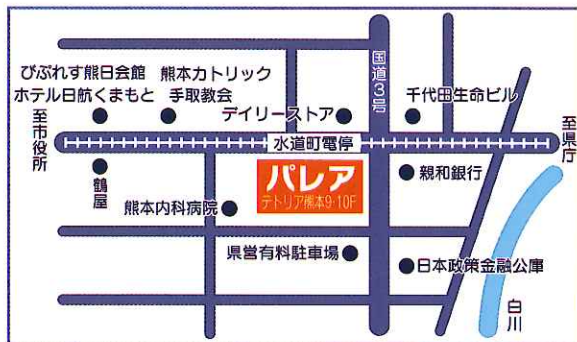 国道3号
びぷれす熊日会館
熊本カトリック
ホテル日航くまもと
手取教会
デイリーストア
千代田生命ビル
至市役所
水道町電停
至県庁
鶴屋
パレア
テトリア熊本9・10F
親和銀行
熊本内科病院
県営有料駐車場
日本政策金融公庫
白川